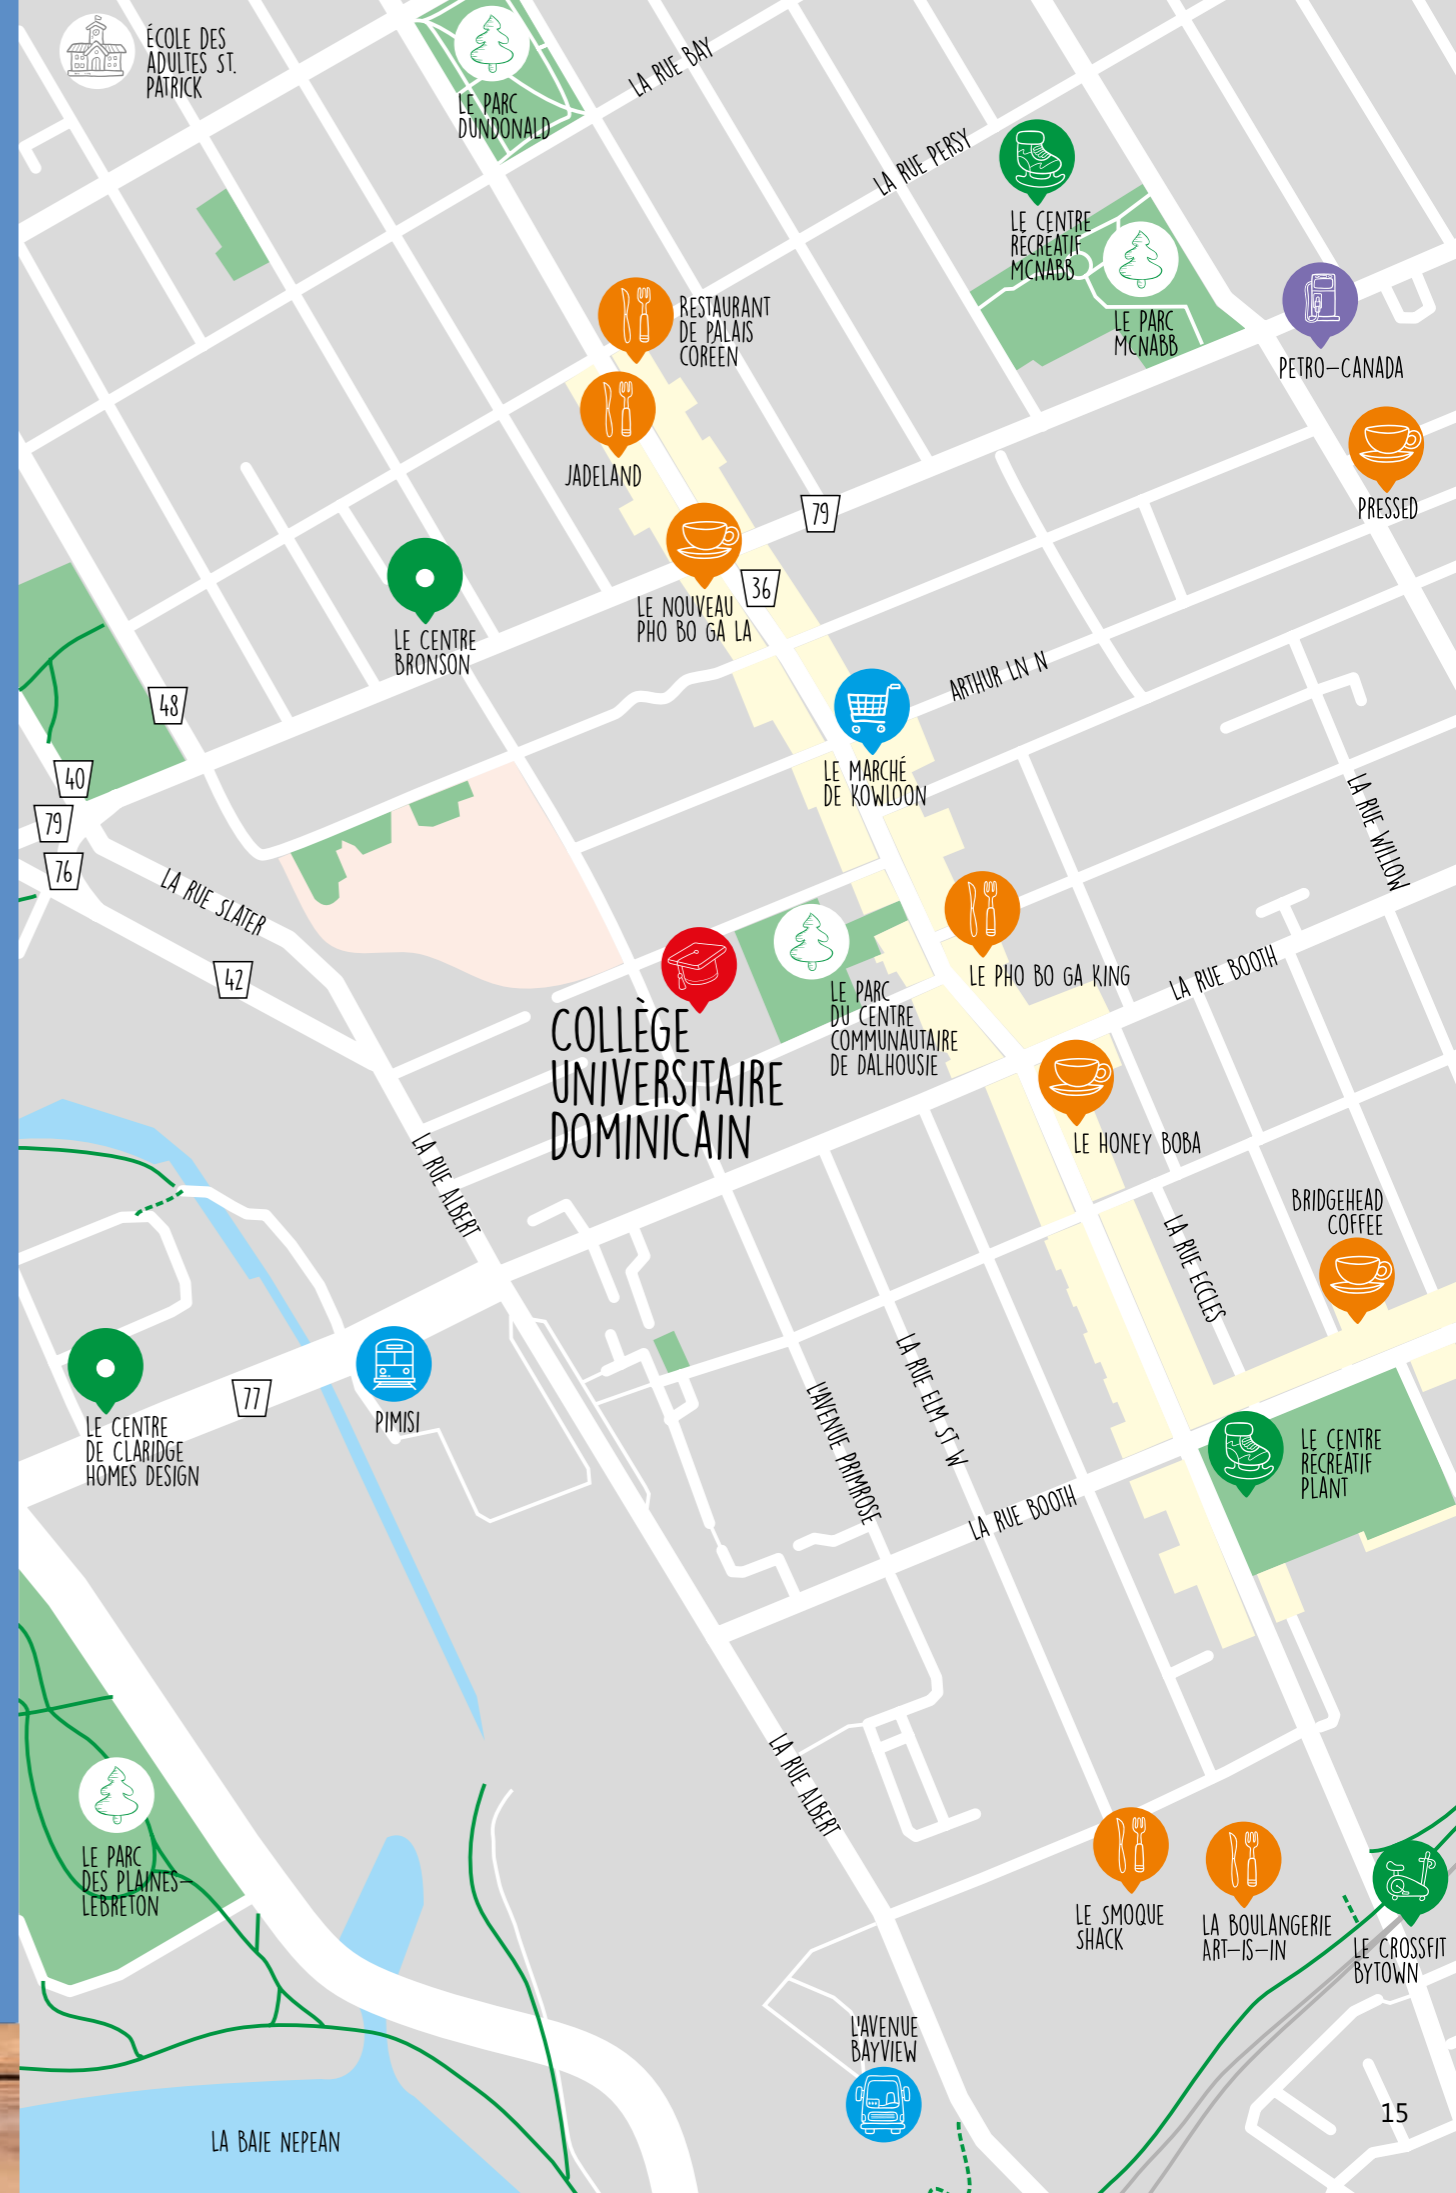 ÉCOLE DES
ADULTES ST.
PATRICK
LE PARC
DUNDONALD
LA RUE BAY
LA RUE PERSY
LE CENTRE
RÉCRÉATIF
MCNABB
LE PARC
MCNABB
PETRO-CANADA
RESTAURANT
DE PALAIS
CORÉEN
JADELAND
PRESSED
79
36
LE NOUVEAU
PHO BO GA LA
LE CENTRE
BRONSON
48
40
79
76
ARTHUR LN N
LE MARCHÉ
DE KOWLOON
LA RUE WILLOW
LA RUE SLATER
42
LE PHO BO GA KING
LA RUE BOOTH
LE PARC
DU CENTRE
COMMUNAUTAIRE
DE DALHOUSIE
COLLÈGE
UNIVERSITAIRE
DOMINICAIN
LE HONEY BOBA
LA RUE ALBERT
BRIDGEHEAD
COFFEE
LA RUE ECCLES
LE CENTRE
DE CLARIDGE
HOMES DESIGN
77
PIMISI
LA RUE ELM ST W
L'AVENUE PRIMROSE
LA RUE BOOTH
LE CENTRE
RÉCRÉATIF
PLANT
LA RUE ALBERT
LE PARC
DES PLAINES-
LEBRETON
LE SMOQUE
SHACK
LA BOULANGERIE
ART-IS-IN
LE CROSSFIT
BYTOWN
L'AVENUE
BAYVIEW
LA BAIE NEPEAN
15